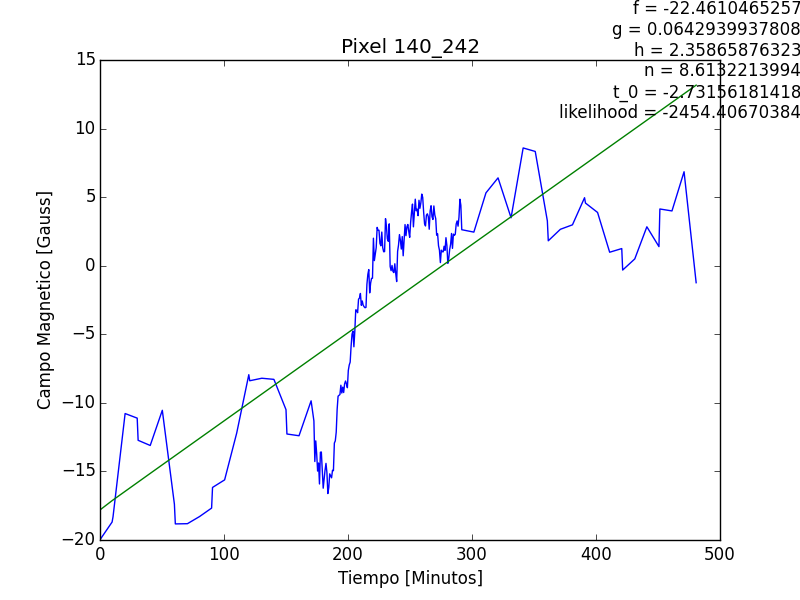 f = -22.4610465257
g = 0.0642939937808
Pixel 140_242
h = 2.35865876323
n = 8.6132213994
t_0 = -2.73156181418
likelihood = -2454.40670384
15
10
5
0
−5
−10
−15
−20
Campo Magnetico [Gauss]
0 100 200 300 400 500
Tiempo [Minutos]